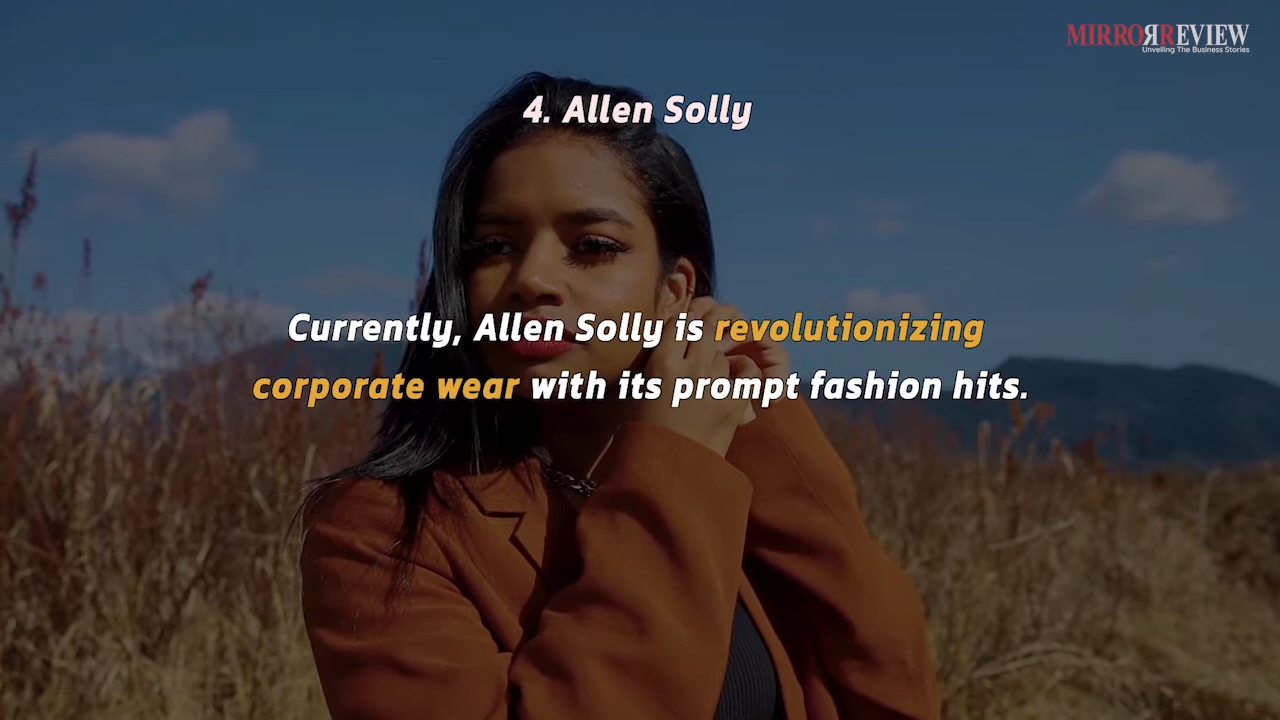 MIRRORREVIEW
Unveiling The Business Stories
4. Allen Solly
Currently, Allen Solly is revolutionizing
corporate wear with its prompt fashion hits.